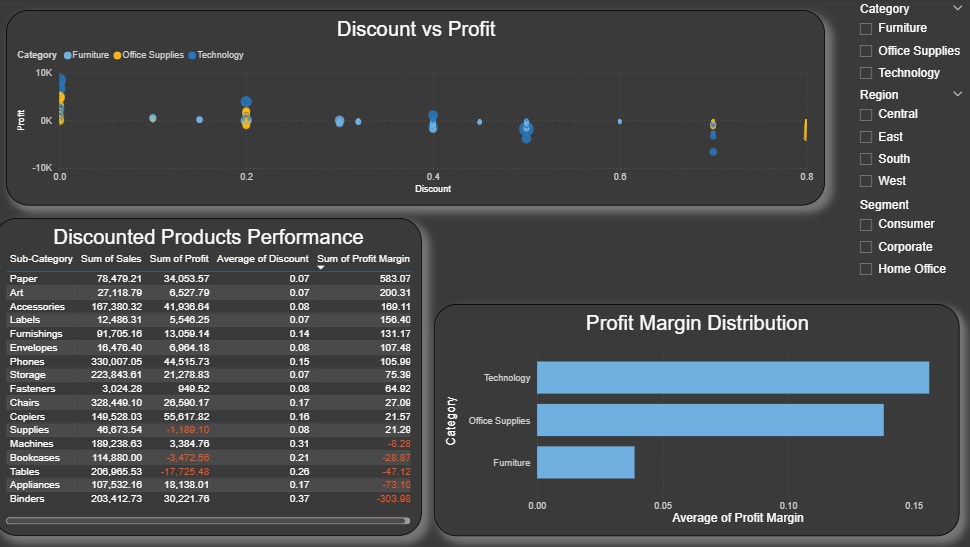 Discount vs Profit
Category Furniture Office Supplies Technology
10K
0K
-10K
Profit
0.0 0.2 0.4 0.6 0.8
Discount
Category
Furniture
Office Supplies
Technology
Region
Central
East
South
West
Segment
Consumer
Corporate
Home Office
Discounted Products Performance
Sub-Category Sum of Sales Sum of Profit Average of Discount Sum of Profit Margin
Paper 78,479.21 34,053.57 0.07 583.07
Art 27,118.79 6,527.79 0.07 200.31
Accessories 167,380.32 41,936.64 0.08 169.11
Labels 12,486.31 5,546.25 0.07 156.40
Furnishings 91,705.16 13,059.14 0.14 131.17
Envelopes 16,476.40 6,964.18 0.08 107.48
Phones 330,007.05 44,515.73 0.15 105.99
Storage 223,843.61 21,278.83 0.07 75.39
Fasteners 3,024.28 949.52 0.08 64.92
Chairs 328,449.10 26,590.17 0.17 27.09
Copiers 149,528.03 55,617.82 0.16 21.57
Supplies 46,673.54 -1,189.10 0.08 21.29
Machines 189,238.63 3,384.76 0.31 -8.28
Bookcases 114,880.00 -3,472.56 0.21 -28.87
Tables 206,965.53 -17,725.48 0.26 -47.12
Appliances 107,532.16 18,138.01 0.17 -73.10
Binders 203,412.73 30,221.76 0.37 -303.98
Profit Margin Distribution
Category
Technology
Office Supplies
Furniture
0.00 0.05 0.10 0.15
Average of Profit Margin